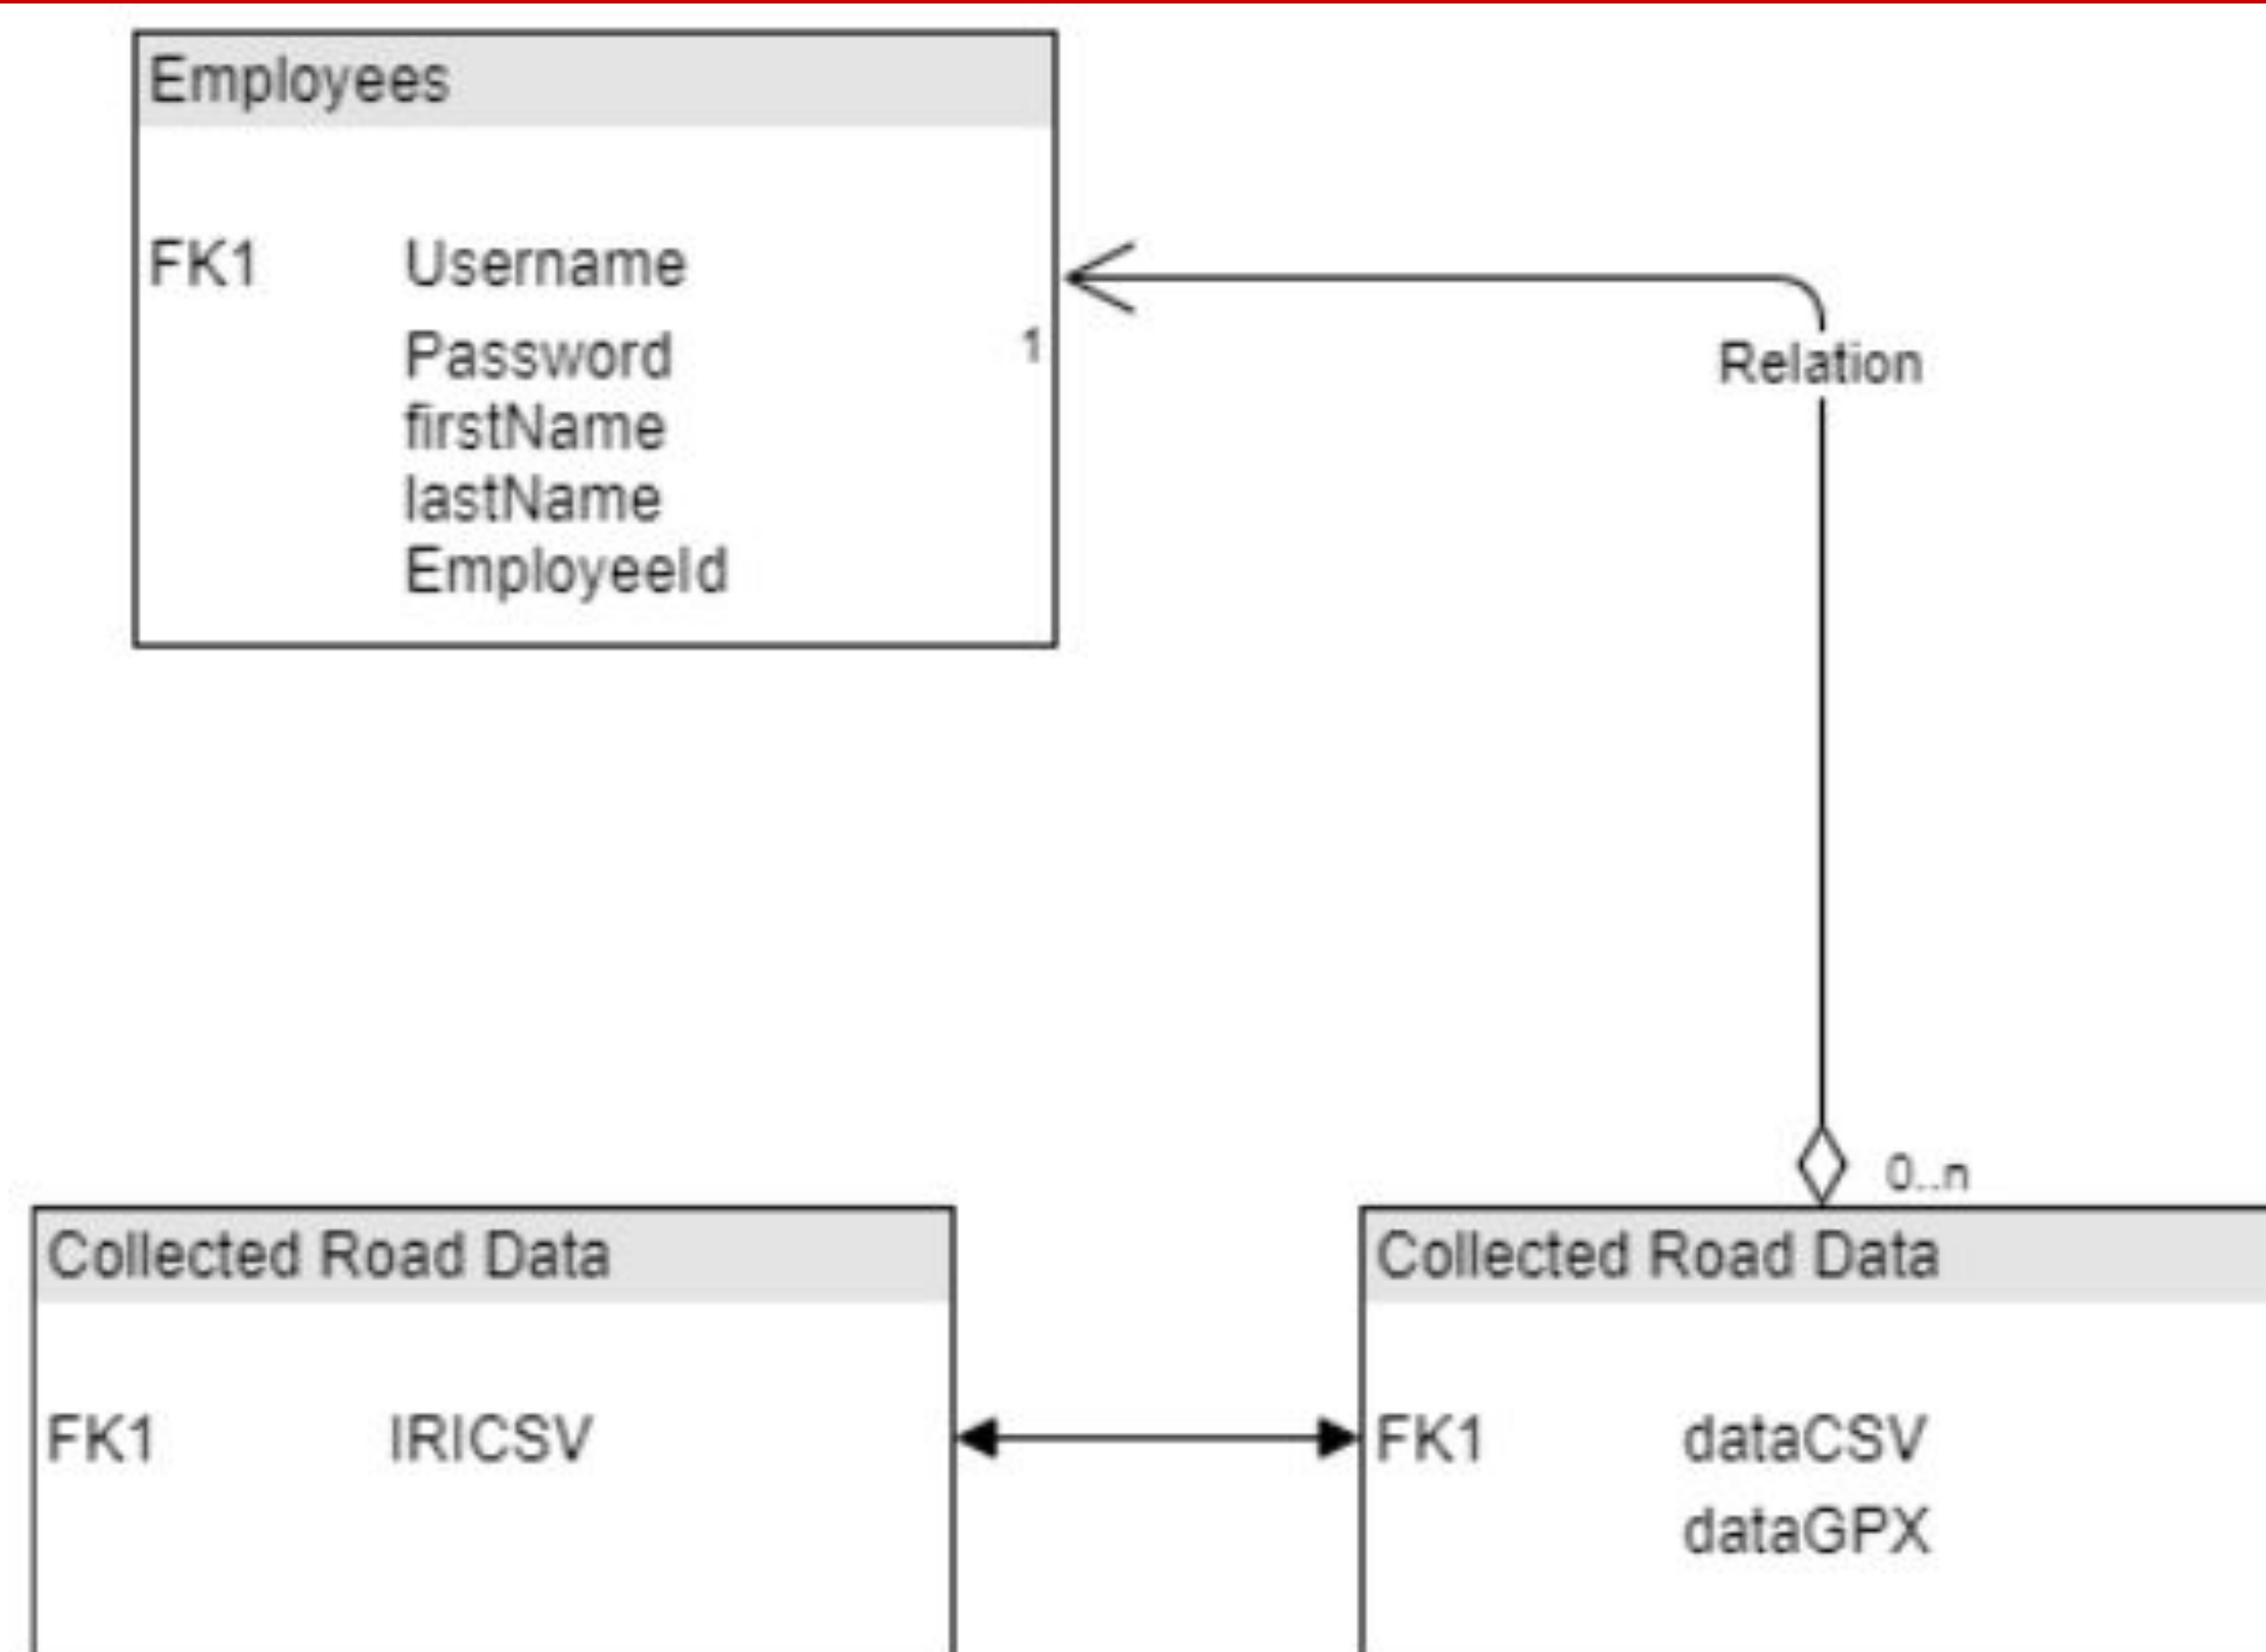 Employees
FK1 Username
Password
1
firstName
lastName
EmployeeId
Relation
0..n
Collected Road Data
FK1 IRICSV
Collected Road Data
FK1 dataCSV
dataGPX